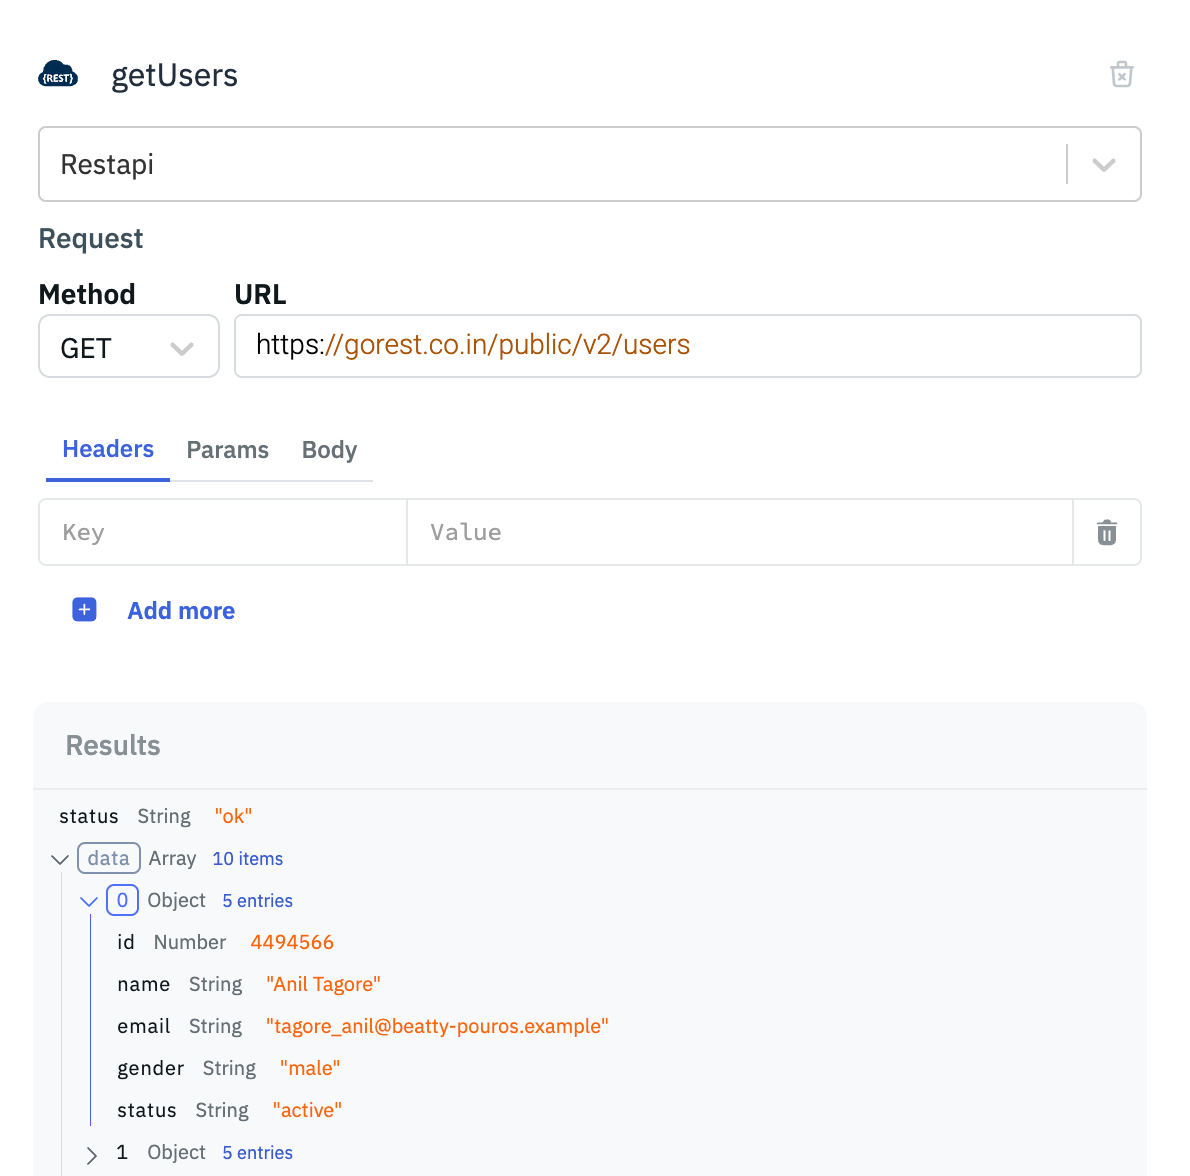 {REST} getUsers
Restapi
Request
Method URL
GET https://gorest.co.in/public/v2/users
Headers Params Body
Key Value
Add more
Results
status String "ok"
data Array 10 items
0 Object 5 entries
id Number 4494566
name String "Anil Tagore"
email String "tagore_anil@beatty-pouros.example"
gender String "male"
status String "active"
1 Object 5 entries